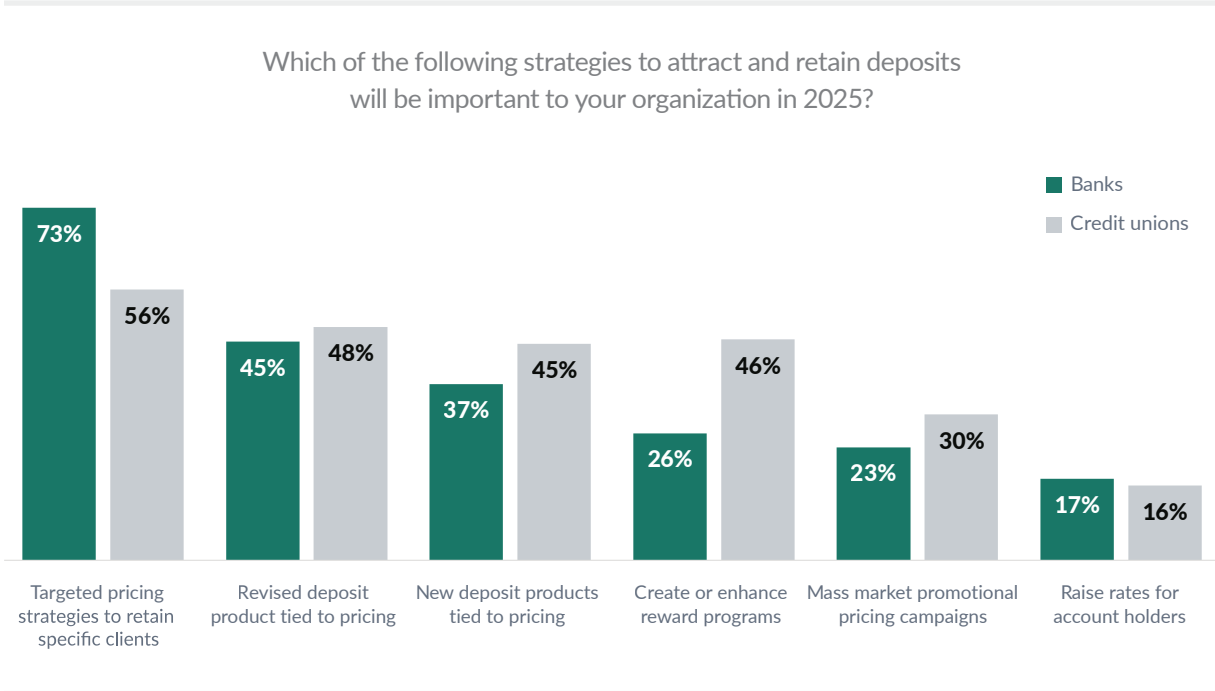 Which of the following strategies to attract and retain deposits
will be important to your organization in 2025?
Banks
Credit unions
73%
56%
45%
48%
37%
45%
26%
46%
23%
30%
17%
16%
Targeted pricing
strategies to retain
specific clients
Revised deposit
product tied to pricing
New deposit products
tied to pricing
Create or enhance
reward programs
Mass market promotional
pricing campaigns
Raise rates for
account holders